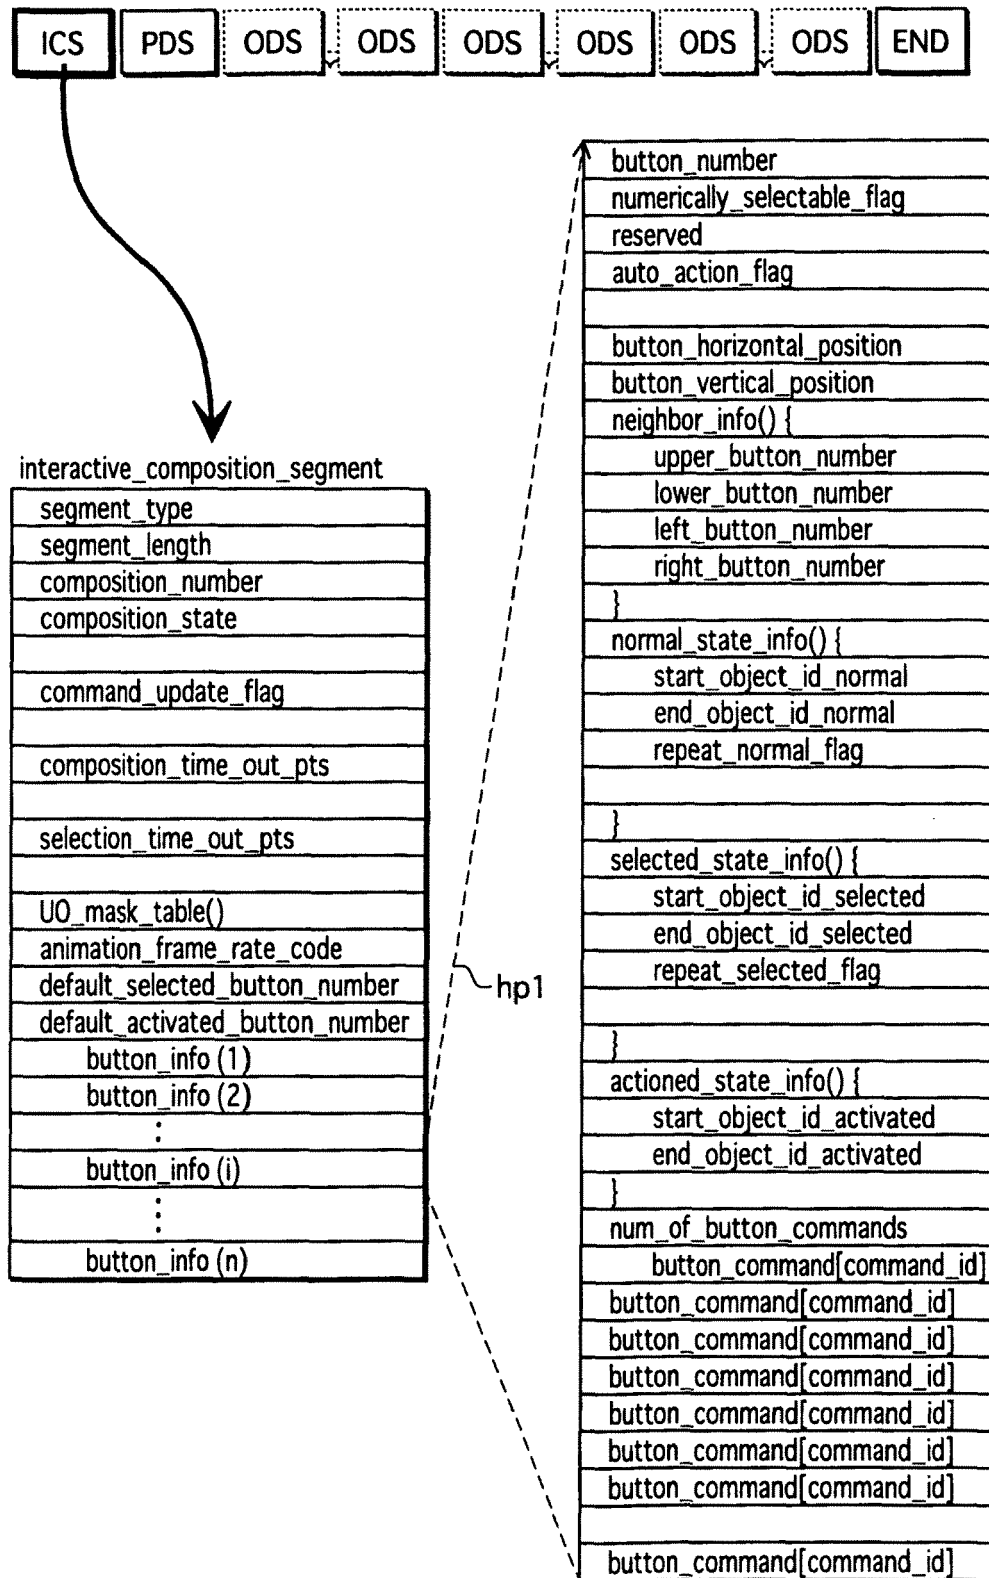 ICS PDS ODS ODS ODS ODS ODS ODS END
interactive_composition_segment
segment_type
segment_length
composition_number
composition_state
command_update_flag
composition_time_out_pts
selection_time_out_pts
UO_mask_table()
animation_frame_rate_code
default_selected_button_number
default_activated_button_number
button_info (1)
button_info (2)
⋮
button_info (i)
⋮
button_info (n)
hp1
button_number
numerically_selectable_flag
reserved
auto_action_flag
button_horizontal_position
button_vertical_position
neighbor_info() {
upper_button_number
lower_button_number
left_button_number
right_button_number
}
normal_state_info() {
start_object_id_normal
end_object_id_normal
repeat_normal_flag
}
selected_state_info() {
start_object_id_selected
end_object_id_selected
repeat_selected_flag
}
actioned_state_info() {
start_object_id_activated
end_object_id_activated
}
num_of_button_commands
button_command[command_id]
button_command[command_id]
button_command[command_id]
button_command[command_id]
button_command[command_id]
button_command[command_id]
button_command[command_id]
button_command[command_id]